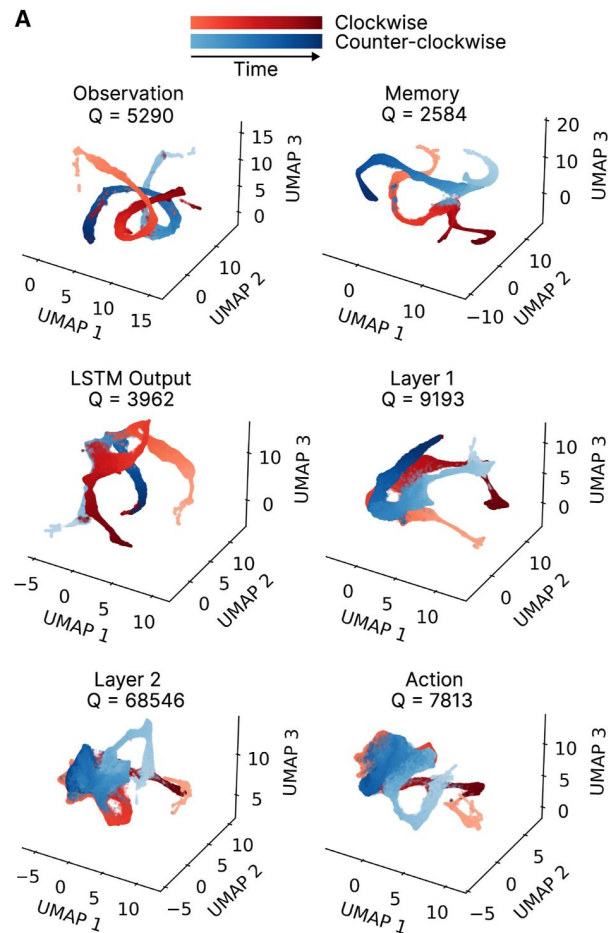 A
Clockwise
Counter-clockwise
Time
Observation
Q = 5290
15
10
5
0
UMAP 3
0
5
10
15
UMAP 1
0
10
UMAP 2
Memory
Q = 2584
20
10
0
UMAP 3
0
10
UMAP 1
−10
0
10
UMAP 2
LSTM Output
Q = 3962
10
0
UMAP 3
−5
0
5
10
UMAP 1
0
5
10
UMAP 2
Layer 1
Q = 9193
10
5
0
UMAP 3
0
5
10
UMAP 1
0
10
UMAP 2
Layer 2
Q = 68546
10
5
UMAP 3
−5
0
5
10
UMAP 1
−5
0
5
10
UMAP 2
Action
Q = 7813
10
5
0
UMAP 3
0
5
10
UMAP 1
−5
0
5
UMAP 2